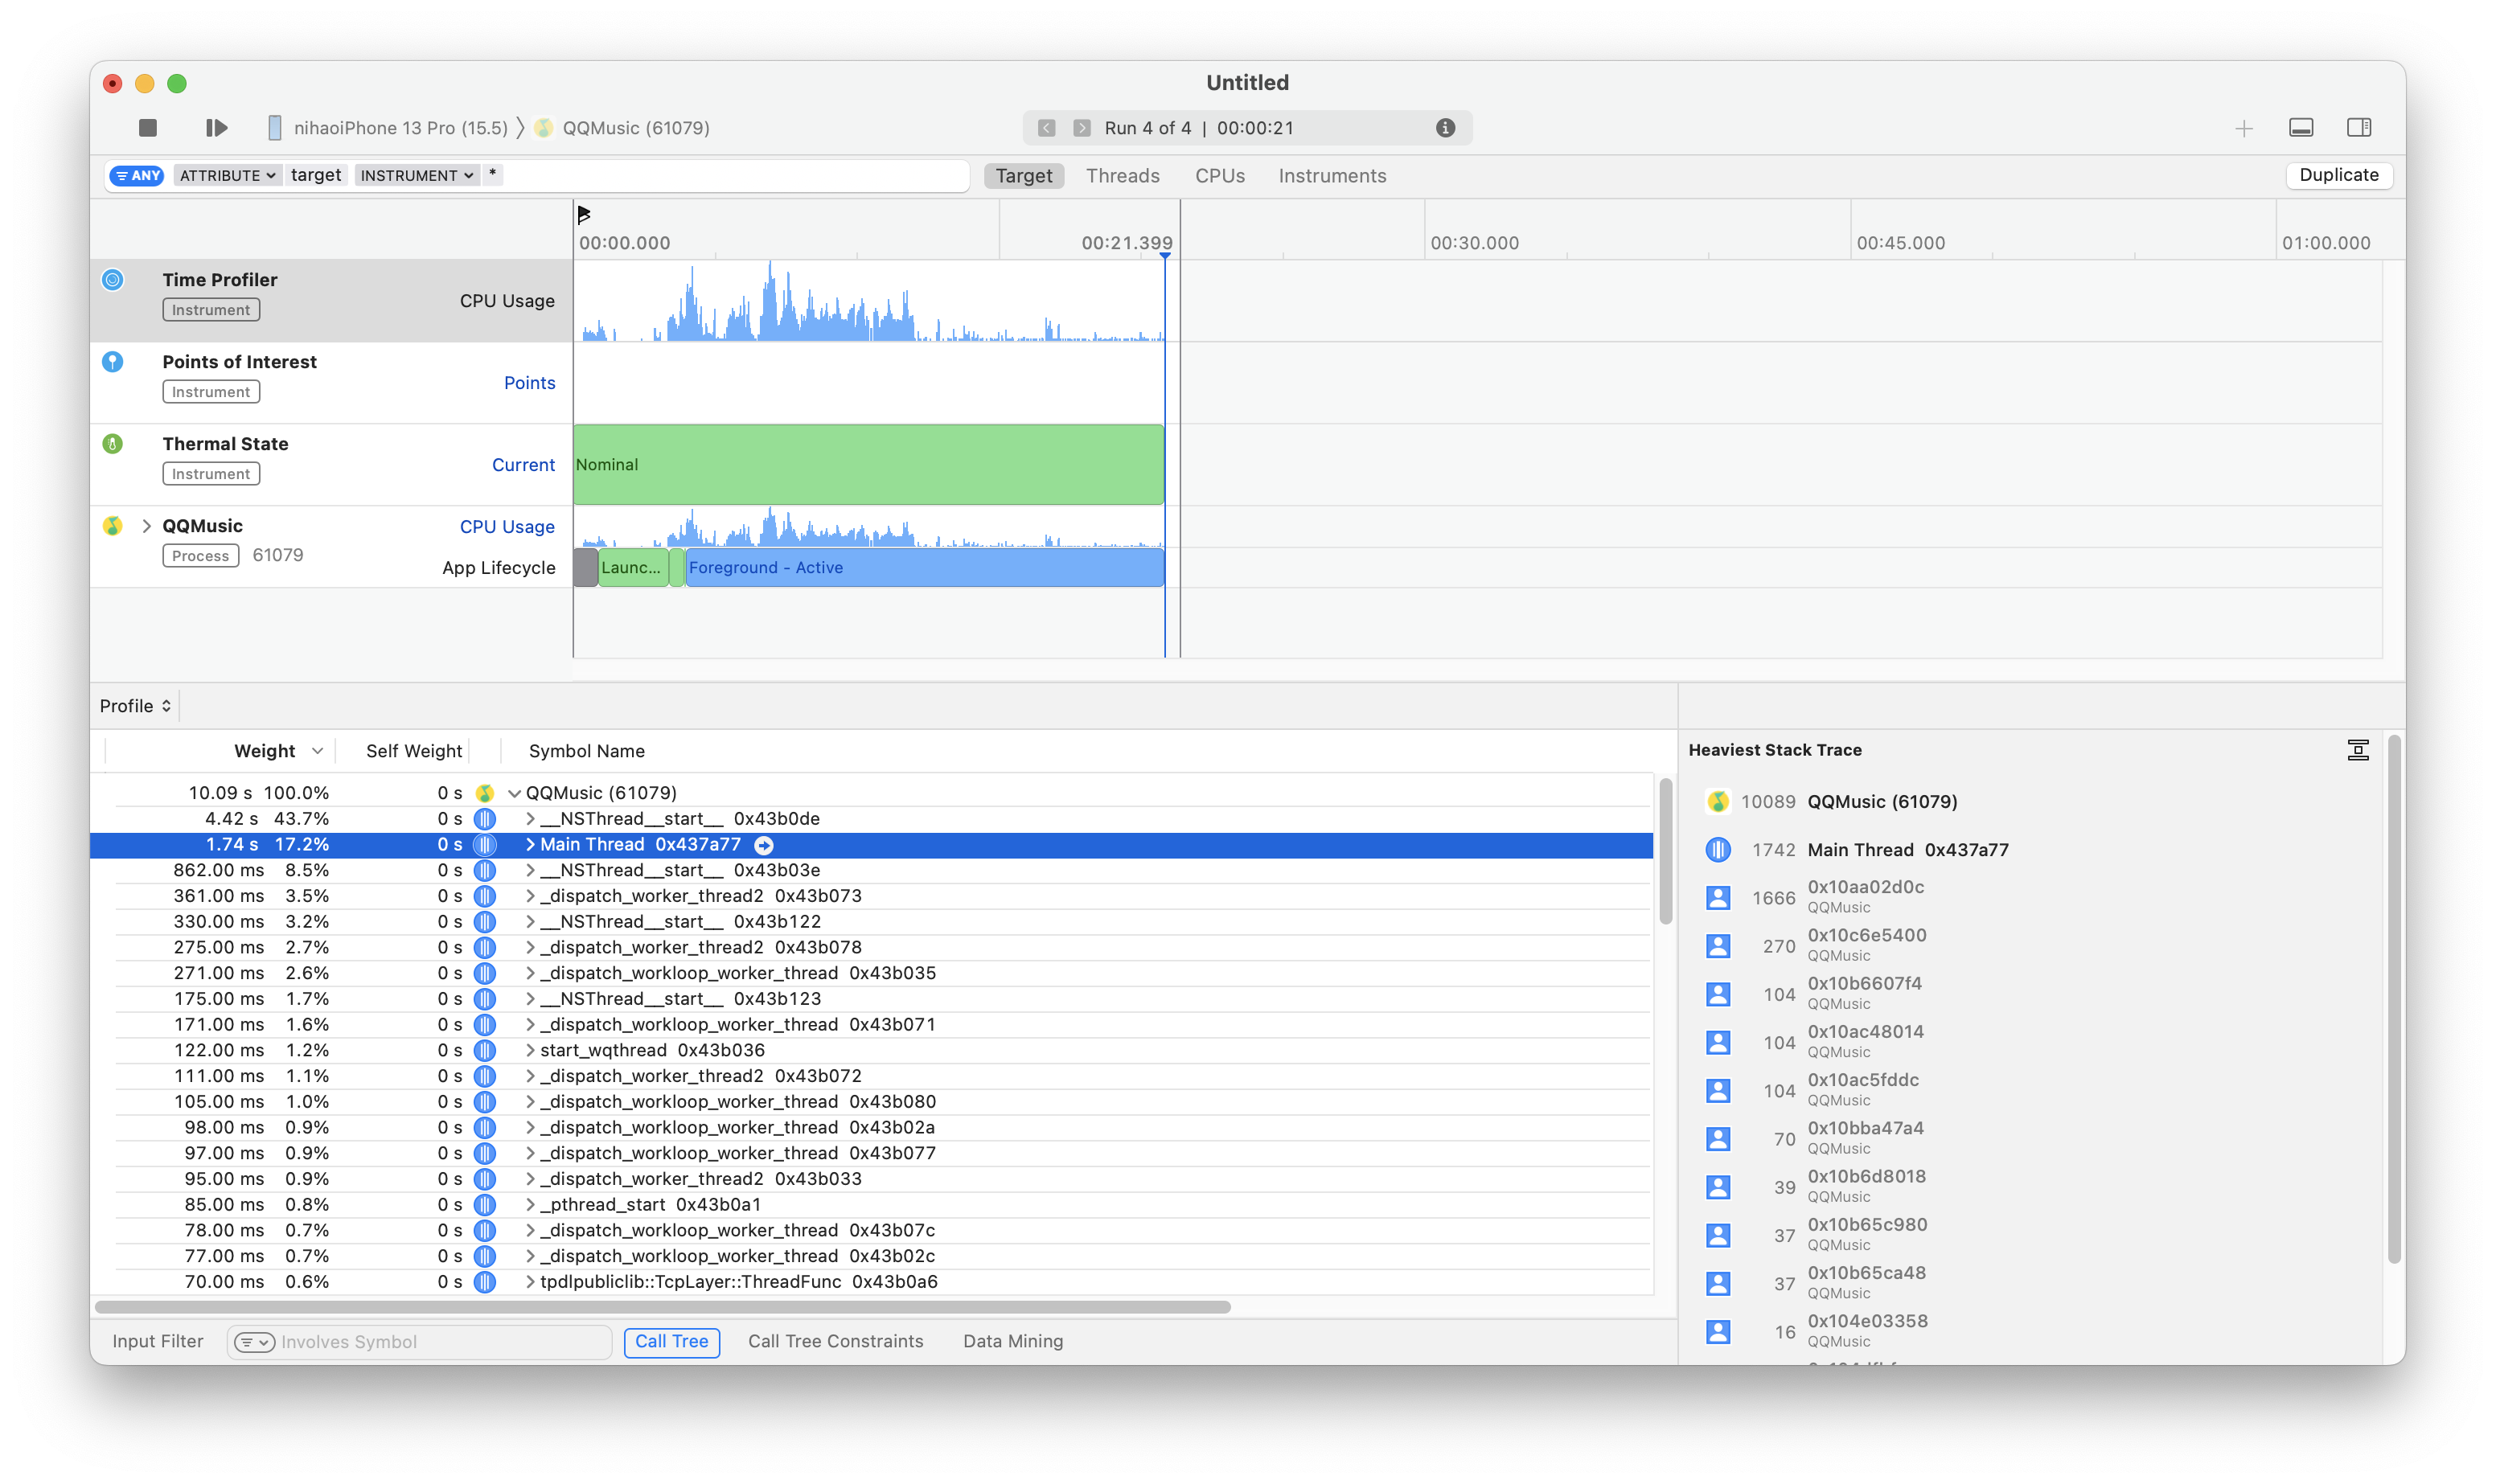 Untitled
nihaoiPhone 13 Pro (15.5) QQMusic (61079)
Run 4 of 4 | 00:00:21
ANY ATTRIBUTE target INSTRUMENT *
Target Threads CPUs Instruments
Duplicate
00:00.000 00:21.399 00:30.000 00:45.000 01:00.000
Time Profiler
Instrument
CPU Usage
Points of Interest
Instrument
Points
Thermal State
Instrument
Current
Nominal
QQMusic
Process 61079
CPU Usage
App Lifecycle
Launc... Foreground - Active
Profile
Weight Self Weight Symbol Name
10.09 s 100.0% 0 s QQMusic (61079)
4.42 s 43.7% 0 s __NSThread__start__ 0x43b0de
1.74 s 17.2% 0 s Main Thread 0x437a77
862.00 ms 8.5% 0 s __NSThread__start__ 0x43b03e
361.00 ms 3.5% 0 s _dispatch_worker_thread2 0x43b073
330.00 ms 3.2% 0 s __NSThread__start__ 0x43b122
275.00 ms 2.7% 0 s _dispatch_worker_thread2 0x43b078
271.00 ms 2.6% 0 s _dispatch_workloop_worker_thread 0x43b035
175.00 ms 1.7% 0 s __NSThread__start__ 0x43b123
171.00 ms 1.6% 0 s _dispatch_workloop_worker_thread 0x43b071
122.00 ms 1.2% 0 s start_wqthread 0x43b036
111.00 ms 1.1% 0 s _dispatch_worker_thread2 0x43b072
105.00 ms 1.0% 0 s _dispatch_workloop_worker_thread 0x43b080
98.00 ms 0.9% 0 s _dispatch_workloop_worker_thread 0x43b02a
97.00 ms 0.9% 0 s _dispatch_workloop_worker_thread 0x43b077
95.00 ms 0.9% 0 s _dispatch_worker_thread2 0x43b033
85.00 ms 0.8% 0 s _pthread_start 0x43b0a1
78.00 ms 0.7% 0 s _dispatch_workloop_worker_thread 0x43b07c
77.00 ms 0.7% 0 s _dispatch_workloop_worker_thread 0x43b02c
70.00 ms 0.6% 0 s tpdlpubliclib::TcpLayer::ThreadFunc 0x43b0a6
Input Filter Involves Symbol Call Tree Call Tree Constraints Data Mining
Heaviest Stack Trace
10089 QQMusic (61079)
1742 Main Thread 0x437a77
1666 0x10aa02d0c
QQMusic
270 0x10c6e5400
QQMusic
104 0x10b6607f4
QQMusic
104 0x10ac48014
QQMusic
104 0x10ac5fddc
QQMusic
70 0x10bba47a4
QQMusic
39 0x10b6d8018
QQMusic
37 0x10b65c980
QQMusic
37 0x10b65ca48
QQMusic
16 0x104e03358
QQMusic